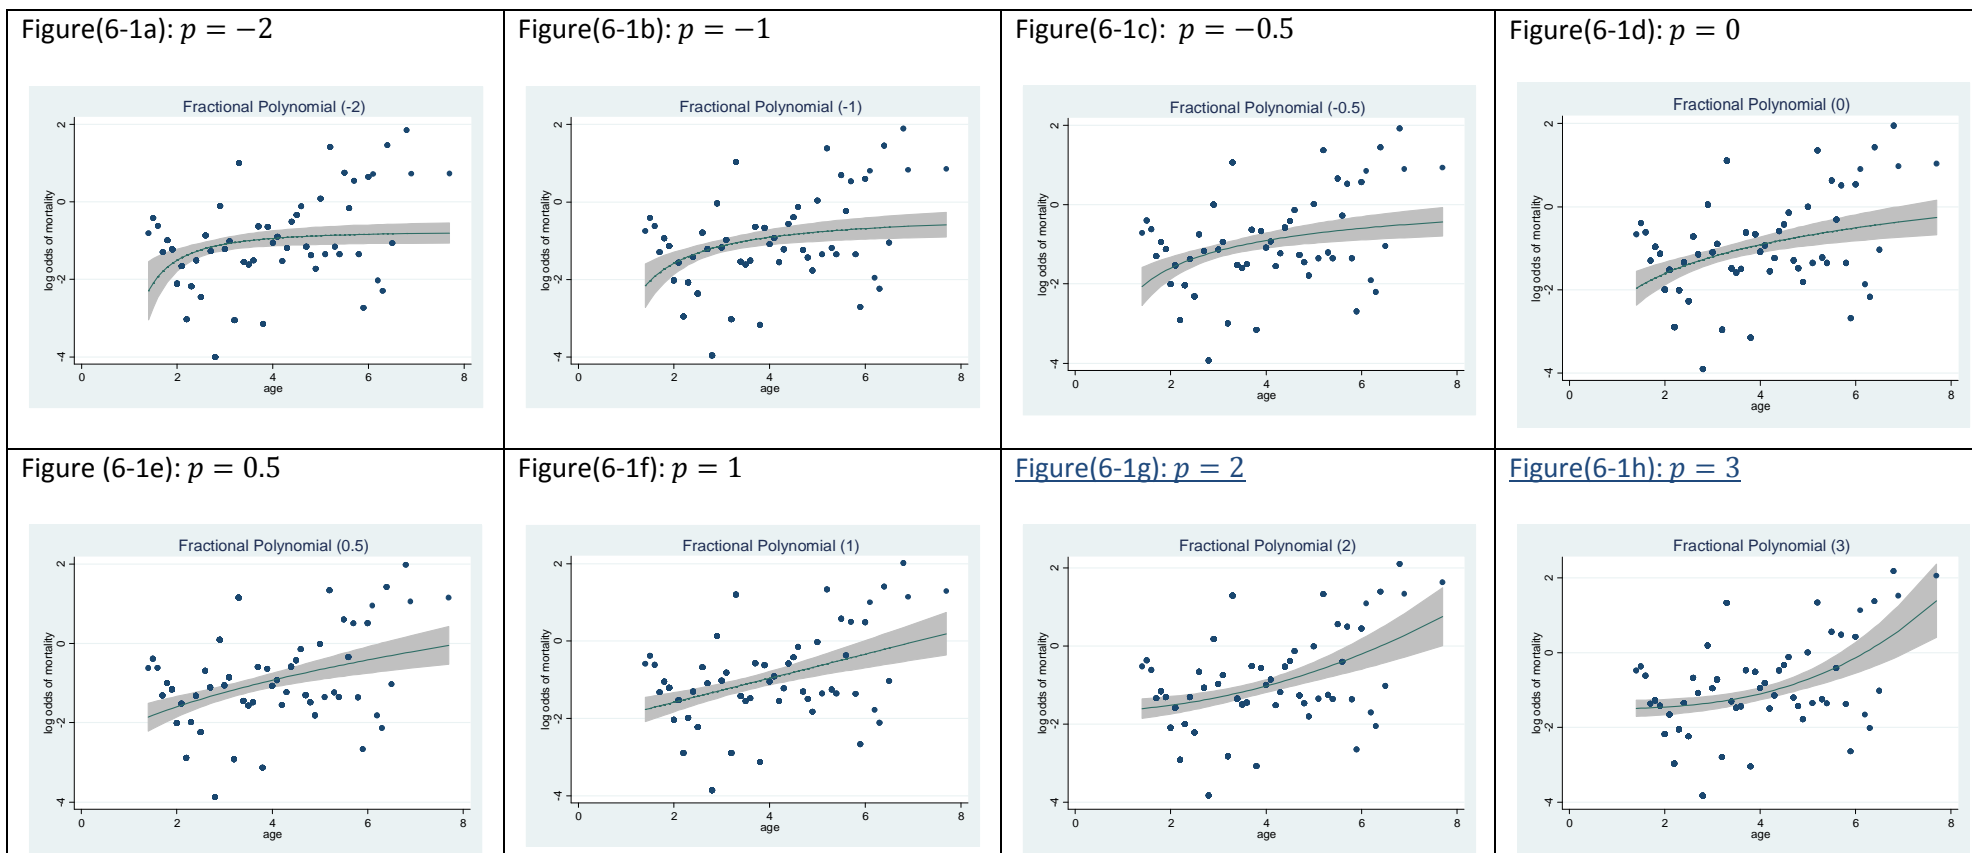 Figure(6-1a): p = −2
Fractional Polynomial (-2)
log odds of mortality
2
0
-2
-4
0 2 4 6 8
age
Figure(6-1b): p = −1
Fractional Polynomial (-1)
log odds of mortality
2
0
-2
-4
0 2 4 6 8
age
Figure(6-1c): p = −0.5
Fractional Polynomial (-0.5)
log odds of mortality
2
0
-2
-4
0 2 4 6 8
age
Figure(6-1d): p = 0
Fractional Polynomial (0)
log odds of mortality
2
0
-2
-4
0 2 4 6 8
age
Figure (6-1e): p = 0.5
Fractional Polynomial (0.5)
log odds of mortality
2
0
-2
-4
0 2 4 6 8
age
Figure(6-1f): p = 1
Fractional Polynomial (1)
log odds of mortality
2
0
-2
-4
0 2 4 6 8
age
Figure(6-1g): p = 2
Fractional Polynomial (2)
log odds of mortality
2
0
-2
-4
0 2 4 6 8
age
Figure(6-1h): p = 3
Fractional Polynomial (3)
log odds of mortality
2
0
-2
-4
0 2 4 6 8
age